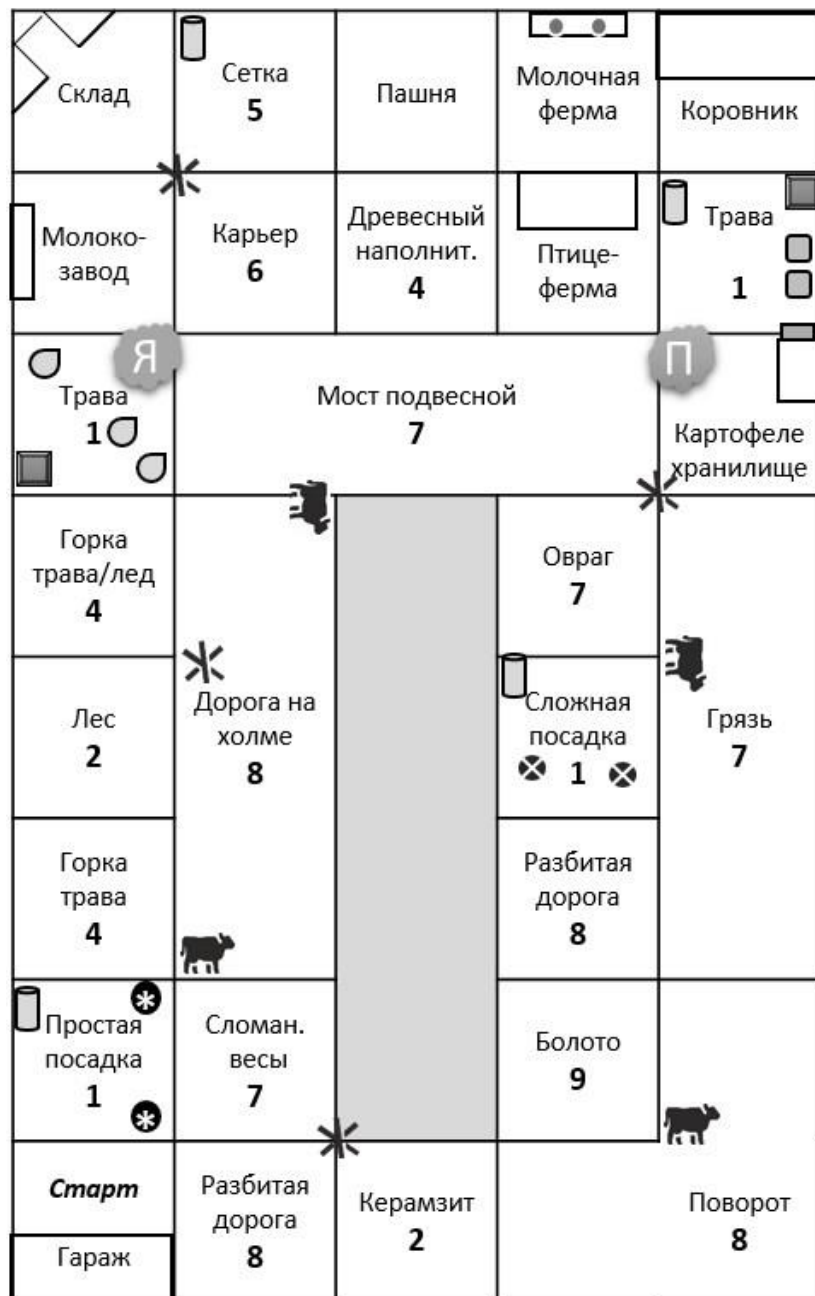 Склад
Сетка
5
Пашня
Молочная
ферма
Коровник
Молоко-
завод
Карьер
6
Древесный
наполнит.
4
Птице-
ферма
Трава
1
Я
Трава
1
Мост подвесной
7
П
Картофеле
хранилище
Горка
трава/лед
4
Овраг
7
Лес
2
Дорога на
холме
8
Сложная
посадка
1
Грязь
7
Горка
трава
4
Разбитая
дорога
8
Простая
посадка
1
Сломан.
весы
7
Болото
9
Старт
Гараж
Разбитая
дорога
8
Керамзит
2
Поворот
8